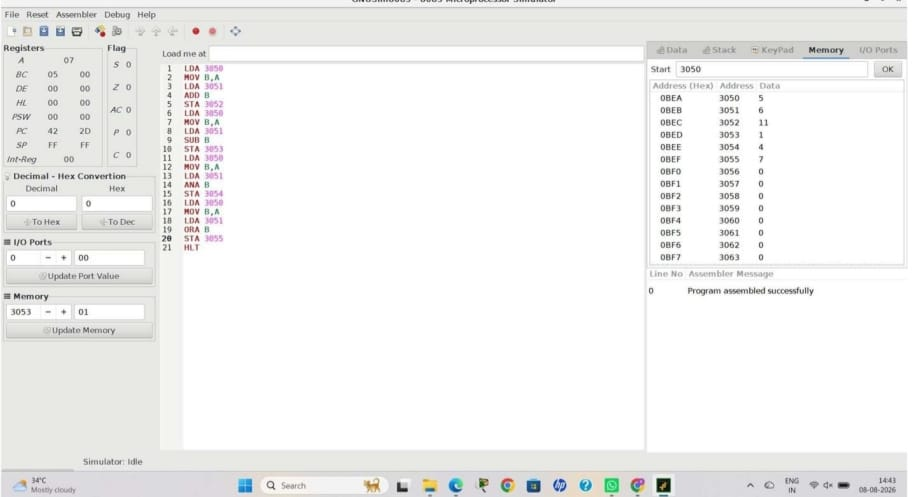 GNUSim8085 - 8085 Microprocessor Simulator
File Reset Assembler Debug Help
Registers
A 07
BC 05 00
DE 00 00
HL 00 00
PSW 00 00
PC 42 2D
SP FF FF
Int-Reg 00
Flag
S 0
Z 0
AC 0
P 0
C 0
Decimal - Hex Convertion
Decimal Hex
0 0
To Hex To Dec
I/O Ports
0 - + 00
Update Port Value
Memory
3053 - + 01
Update Memory
Load me at
1 LDA 3050
2 MOV B,A
3 LDA 3051
4 ADD B
5 STA 3052
6 LDA 3050
7 MOV B,A
8 LDA 3051
9 SUB B
10 STA 3053
11 LDA 3050
12 MOV B,A
13 LDA 3051
14 ANA B
15 STA 3054
16 LDA 3050
17 MOV B,A
18 LDA 3051
19 ORA B
20 STA 3055
21 HLT
Data Stack KeyPad Memory I/O Ports
Start 3050 OK
Address (Hex) Address Data
0BEA 3050 5
0BEB 3051 6
0BEC 3052 11
0BED 3053 1
0BEE 3054 4
0BEF 3055 7
0BF0 3056 0
0BF1 3057 0
0BF2 3058 0
0BF3 3059 0
0BF4 3060 0
0BF5 3061 0
0BF6 3062 0
0BF7 3063 0
Line No Assembler Message
0 Program assembled successfully
Simulator: Idle
34°C
Mostly cloudy
Search
ENG
IN
14:43
08-08-2026